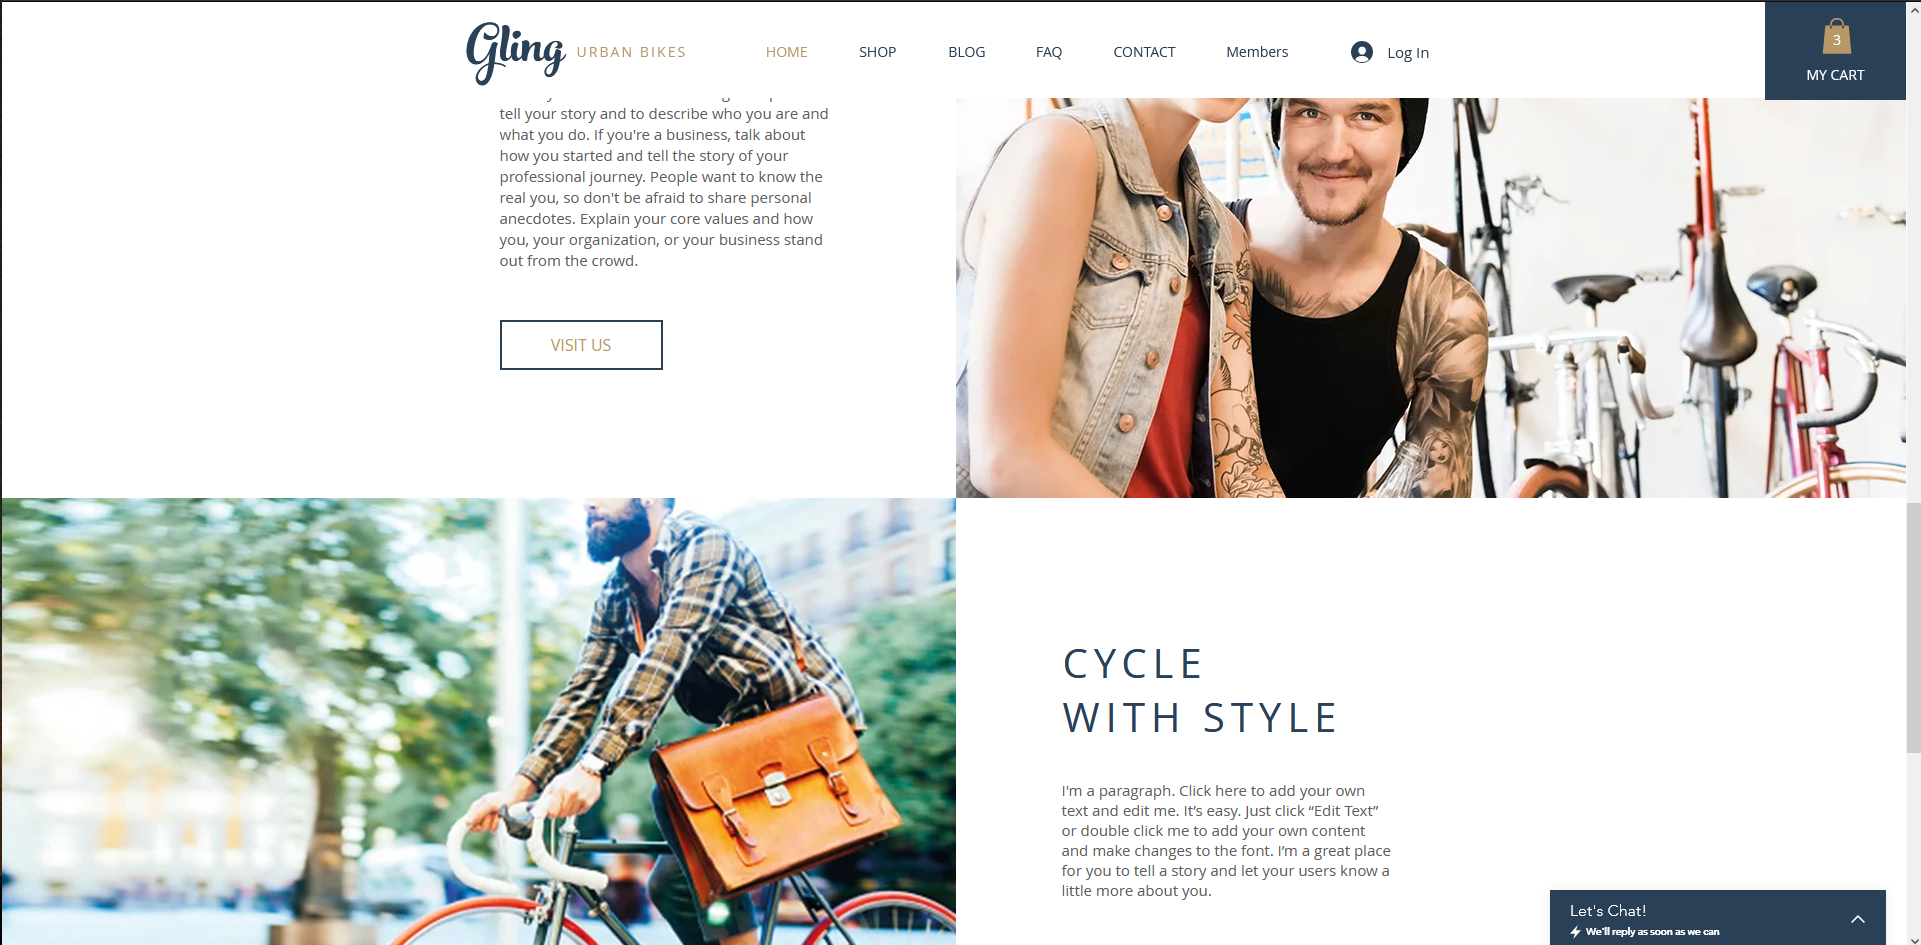 Gling URBAN BIKES
HOME SHOP BLOG FAQ CONTACT Members Log In
3
MY CART
tell your story and to describe who you are and
what you do. If you're a business, talk about
how you started and tell the story of your
professional journey. People want to know the
real you, so don't be afraid to share personal
anecdotes. Explain your core values and how
you, your organization, or your business stand
out from the crowd.
VISIT US
CYCLE
WITH STYLE
I'm a paragraph. Click here to add your own
text and edit me. It’s easy. Just click “Edit Text”
or double click me to add your own content
and make changes to the font. I’m a great place
for you to tell a story and let your users know a
little more about you.
Let's Chat!
We'll reply as soon as we can